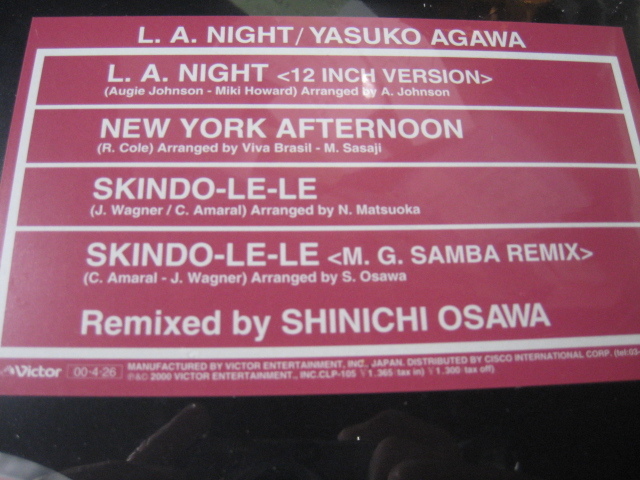 L. A. NIGHT/YASUKO AGAWA
L. A. NIGHT <12 INCH VERSION>
(Augie Johnson - Miki Howard) Arranged by A. Johnson
NEW YORK AFTERNOON
(R. Cole) Arranged by Viva Brasil - M. Sasaji
SKINDO-LE-LE
(J. Wagner / C. Amaral) Arranged by N. Matsuoka
SKINDO-LE-LE <M. G. SAMBA REMIX>
(C. Amaral - J. Wagner) Arranged by S. Osawa
Remixed by SHINICHI OSAWA
Victor 00·4·26 MANUFACTURED BY VICTOR ENTERTAINMENT, INC., JAPAN. DISTRIBUTED BY CISCO INTERNATIONAL CORP. (tel:03-
℗&© 2000 VICTOR ENTERTAINMENT., INC.CLP-105 ¥1,365 tax in) ¥1,300 tax off)